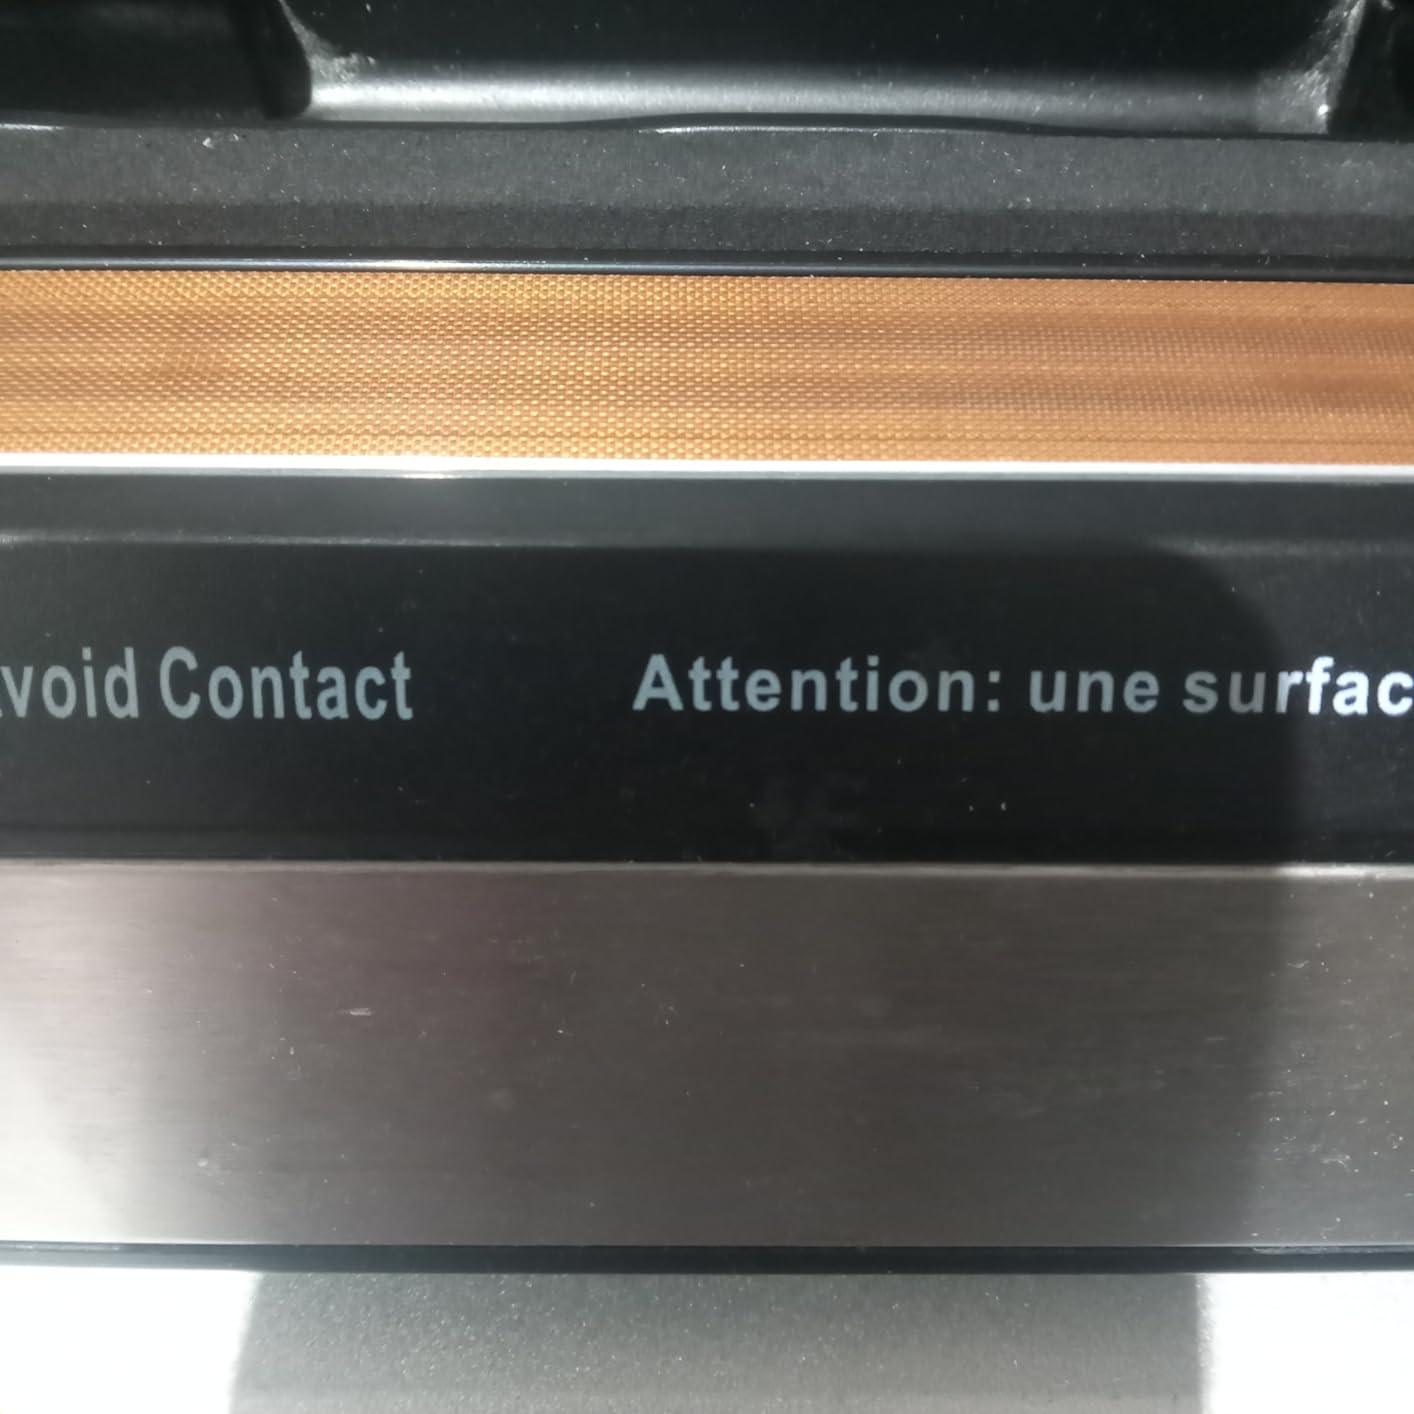 void Contact Attention: une surfac